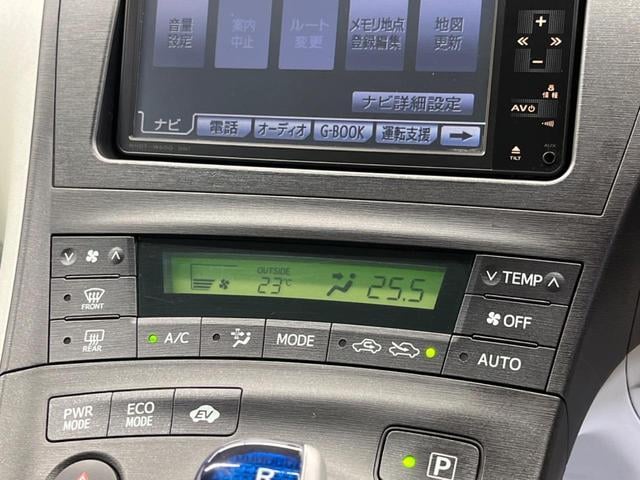 音量 設定
案内 中止
ルート 変更
メモリ地点 登録編集
地図 更新
ナビ詳細設定
ナビ 電話 オーディオ G-BOOK 運転支援
情報
AV
TILT
AUX
OUTSIDE
23°C 25.5
TEMP
FRONT
OFF
REAR
A/C
MODE
AUTO
PWR MODE
ECO MODE
EV
R
P